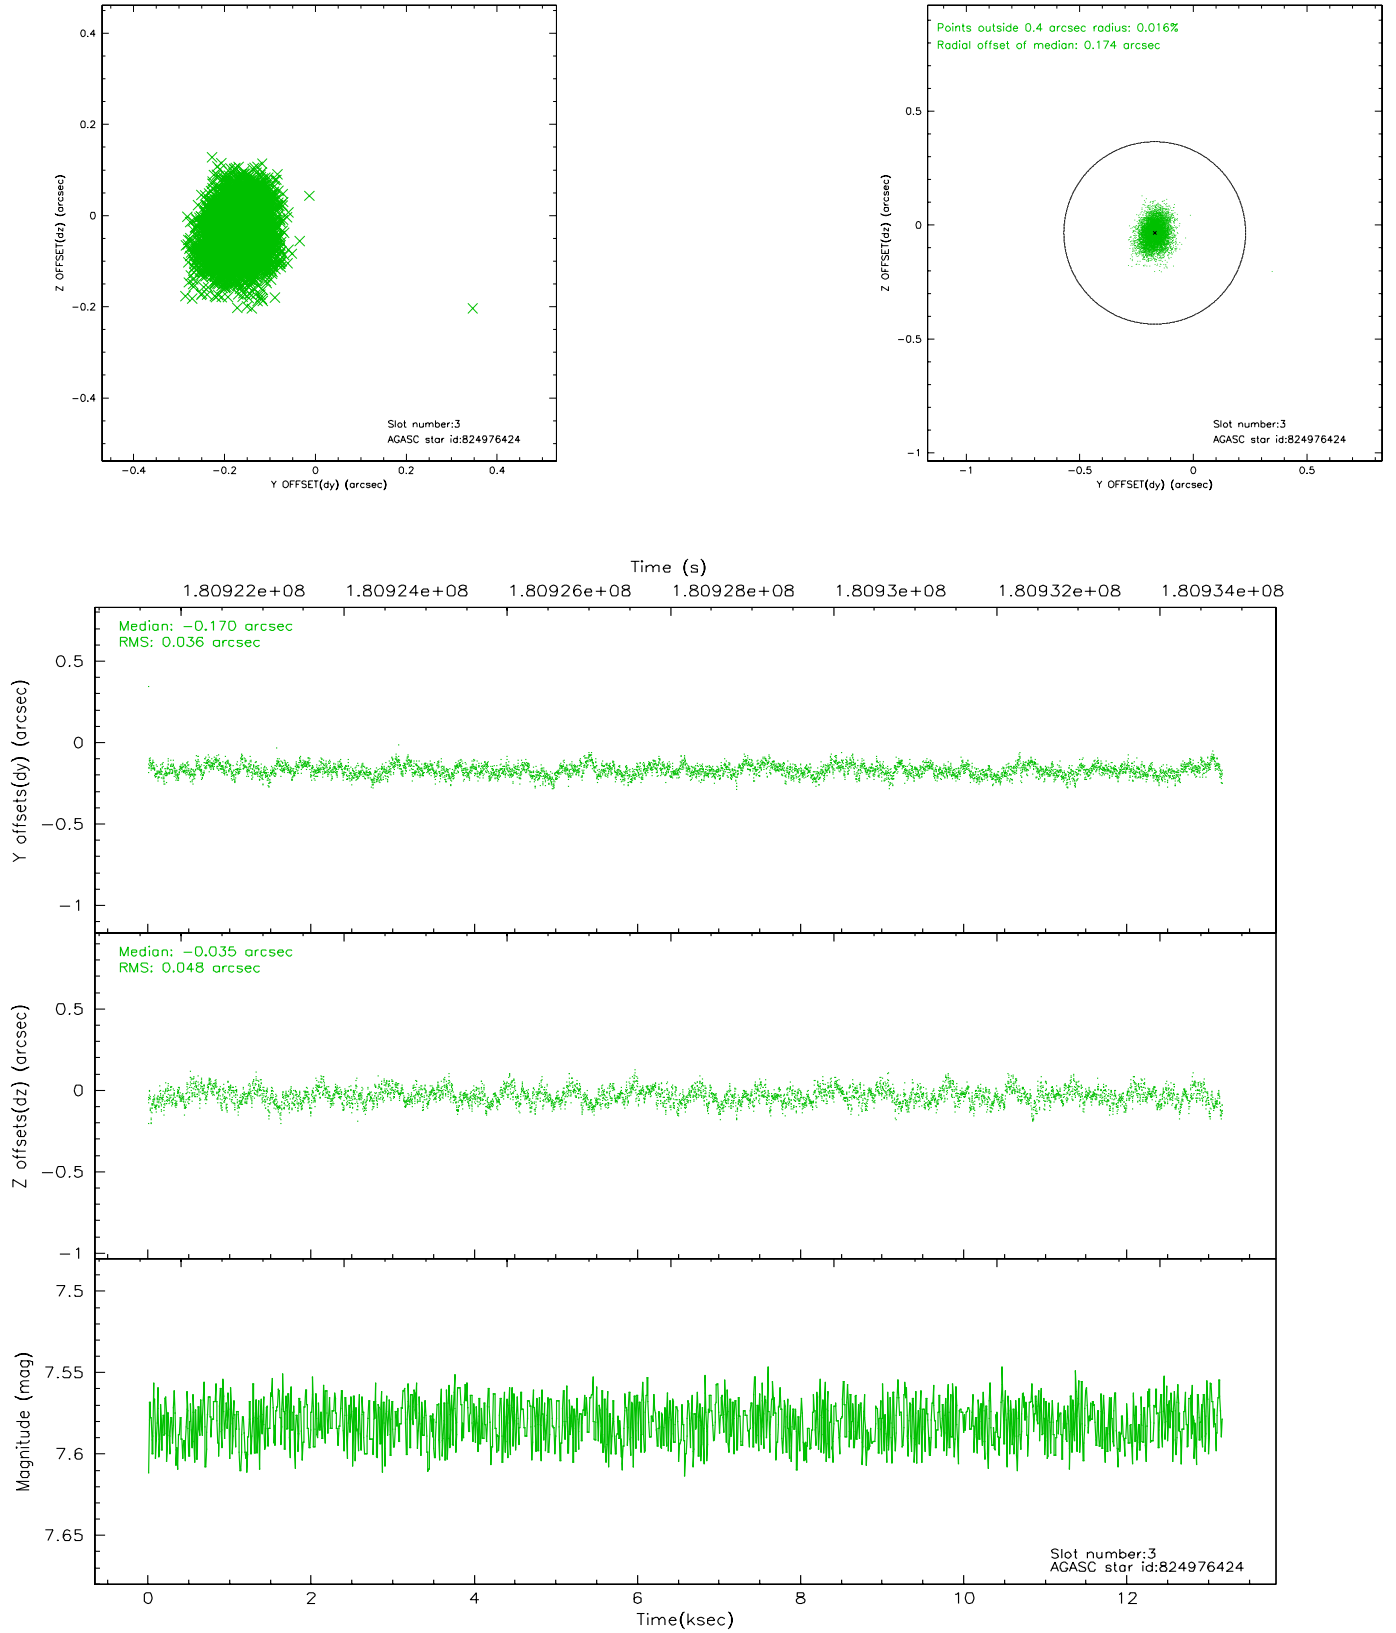 0.4
0.2
0
−0.2
−0.4
Z OFFSET(dz) (arcsec)
Slot number:3
AGASC star id:824976424
−0.4 −0.2 0 0.2 0.4
Y OFFSET(dy) (arcsec)
Points outside 0.4 arcsec radius: 0.016%
Radial offset of median: 0.174 arcsec
0.5
0
−0.5
−1
Z OFFSET(dz) (arcsec)
Slot number:3
AGASC star id:824976424
−1 −0.5 0 0.5
Y OFFSET(dy) (arcsec)
Time (s)
1.80922e+08 1.80924e+08 1.80926e+08 1.80928e+08 1.8093e+08 1.80932e+08 1.80934e+08
Median: −0.170 arcsec
RMS: 0.036 arcsec
0.5
0
−0.5
−1
Y offsets(dy) (arcsec)
Median: −0.035 arcsec
RMS: 0.048 arcsec
0.5
0
−0.5
−1
Z offsets(dz) (arcsec)
7.5
7.55
7.6
7.65
Magnitude (mag)
Slot number:3
AGASC star id:824976424
0 2 4 6 8 10 12
Time(ksec)